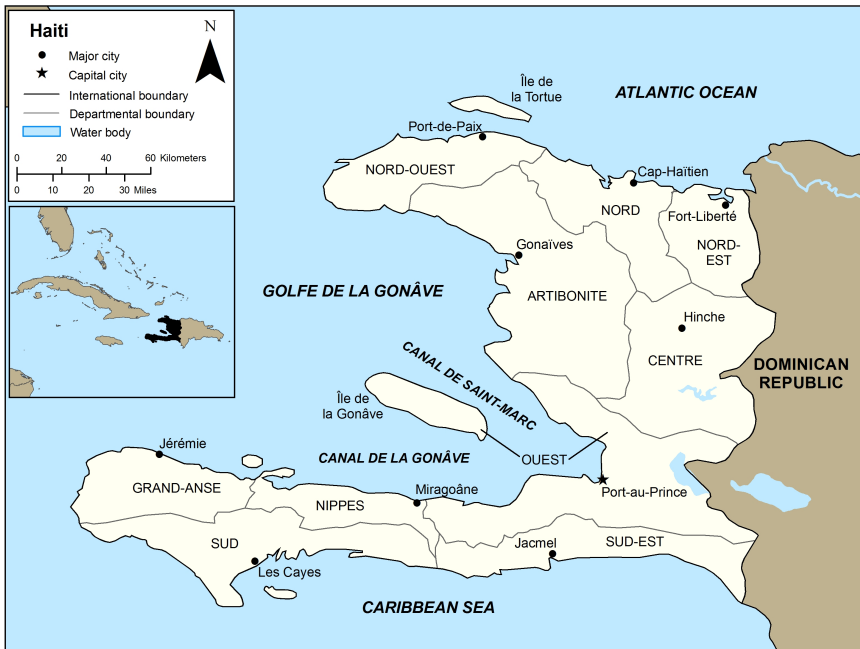 Haiti
Major city
Capital city
International boundary
Departmental boundary
Water body
0 20 40 60 Kilometers
0 10 20 30 Miles
N
Île de
la Tortue
ATLANTIC OCEAN
Port-de-Paix
NORD-OUEST
Cap-Haïtien
NORD
Fort-Liberté
NORD-
EST
Gonaïves
GOLFE DE LA GONÂVE
ARTIBONITE
Hinche
CENTRE
DOMINICAN
REPUBLIC
CANAL DE SAINT-MARC
Île de
la Gonâve
CANAL DE LA GONÂVE
OUEST
Jérémie
GRAND-ANSE
NIPPES
Miragoâne
Port-au-Prince
SUD
Les Cayes
Jacmel
SUD-EST
CARIBBEAN SEA